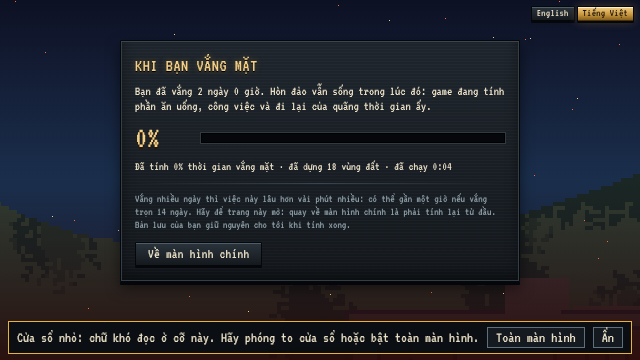 English Tiếng Việt
KHI BẠN VẮNG MẶT
Bạn đã vắng 2 ngày 0 giờ. Hòn đảo vẫn sống trong lúc đó: game đang tính
phần ăn uống, công việc và đi lại của quãng thời gian ấy.
0%
Đã tính 0% thời gian vắng mặt · đã dựng 18 vùng đất · đã chạy 0:04
Vắng nhiều ngày thì việc này lâu hơn vài phút nhiều: có thể gần một giờ nếu vắng
trọn 14 ngày. Hãy để trang này mở: quay về màn hình chính là phải tính lại từ đầu.
Bản lưu của bạn giữ nguyên cho tới khi tính xong.
Về màn hình chính
Cửa sổ nhỏ: chữ khó đọc ở cỡ này. Hãy phóng to cửa sổ hoặc bật toàn màn hình. Toàn màn hình Ẩn